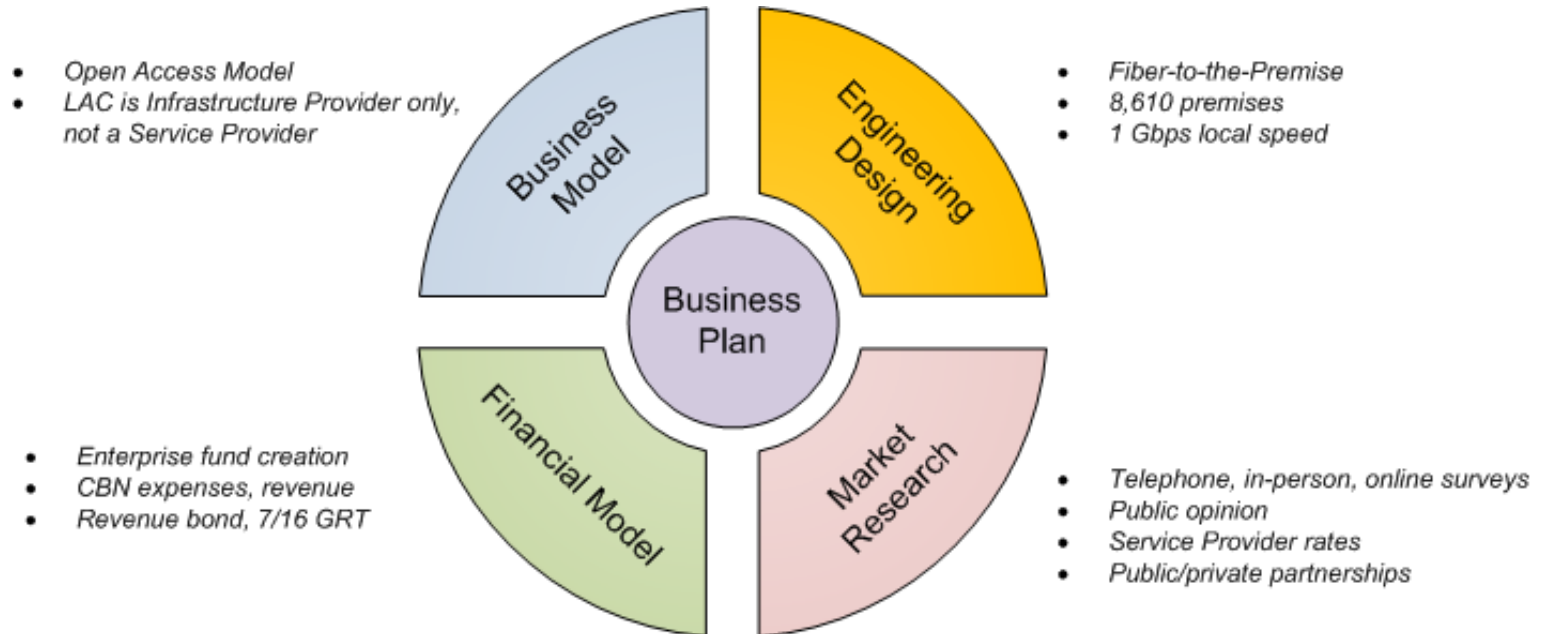 • Open Access Model
• LAC is Infrastructure Provider only,
not a Service Provider
Business
Model
Engineering
Design
• Fiber-to-the-Premise
• 8,610 premises
• 1 Gbps local speed
Business
Plan
• Enterprise fund creation
• CBN expenses, revenue
• Revenue bond, 7/16 GRT
Financial Model
Market
Research
• Telephone, in-person, online surveys
• Public opinion
• Service Provider rates
• Public/private partnerships